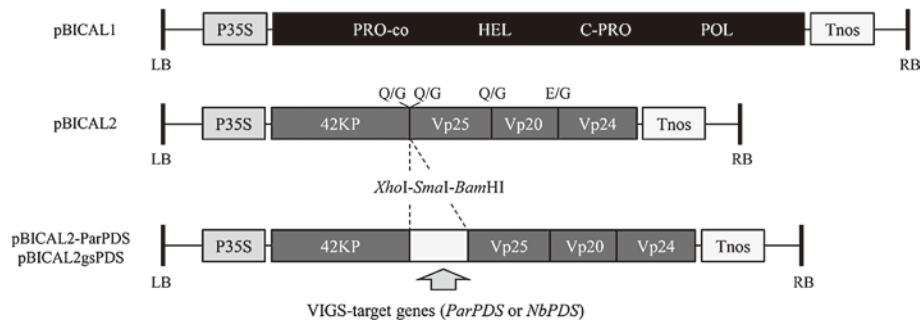 pBICAL1 P35S PRO-co HEL C-PRO POL Tnos
LB RB
Q/G Q/G Q/G E/G
pBICAL2 P35S 42KP Vp25 Vp20 Vp24 Tnos
LB RB
XhoI-SmaI-BamHI
pBICAL2-ParPDS
pBICAL2gsPDS
P35S 42KP Vp25 Vp20 Vp24 Tnos
LB RB
VIGS-target genes (ParPDS or NbPDS)